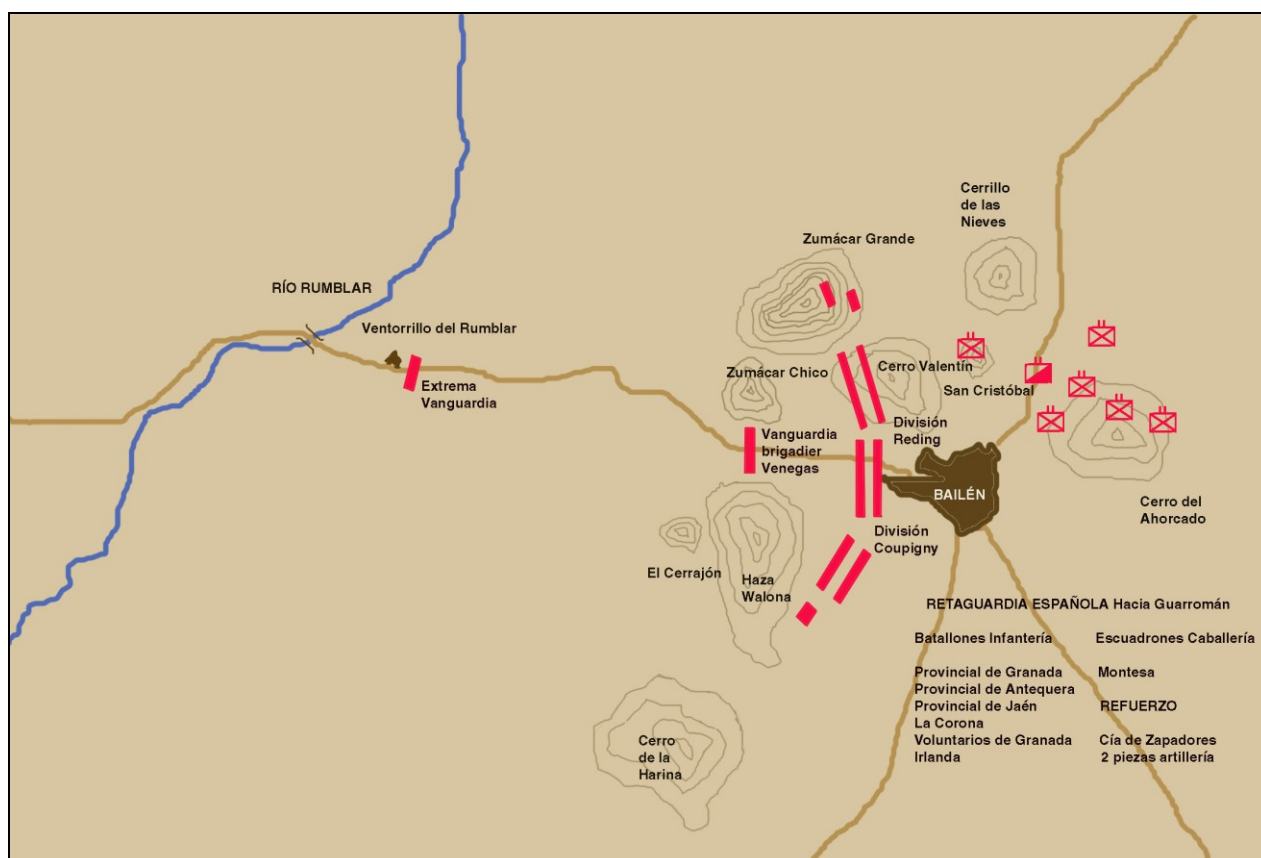 Cerrillo
de las
Nieves
Zumácar Grande
RÍO RUMBLAR
Ventorrillo del Rumblar
Extrema
Vanguardia
Zumácar Chico
Cerro Valentín
San Cristóbal
División
Reding
Vanguardia
brigadier
Venegas
BAILÉN
Cerro del
Ahorcado
División
Coupigny
El Cerrajón
Haza
Walona
Cerro
de la
Harina
RETAGUARDIA ESPAÑOLA Hacia Guarromán
Batallones Infantería
Escuadrones Caballería
Provincial de Granada
Montesa
Provincial de Antequera
Provincial de Jaén
REFUERZO
La Corona
Voluntarios de Granada
Cía de Zapadores
Irlanda
2 piezas artillería